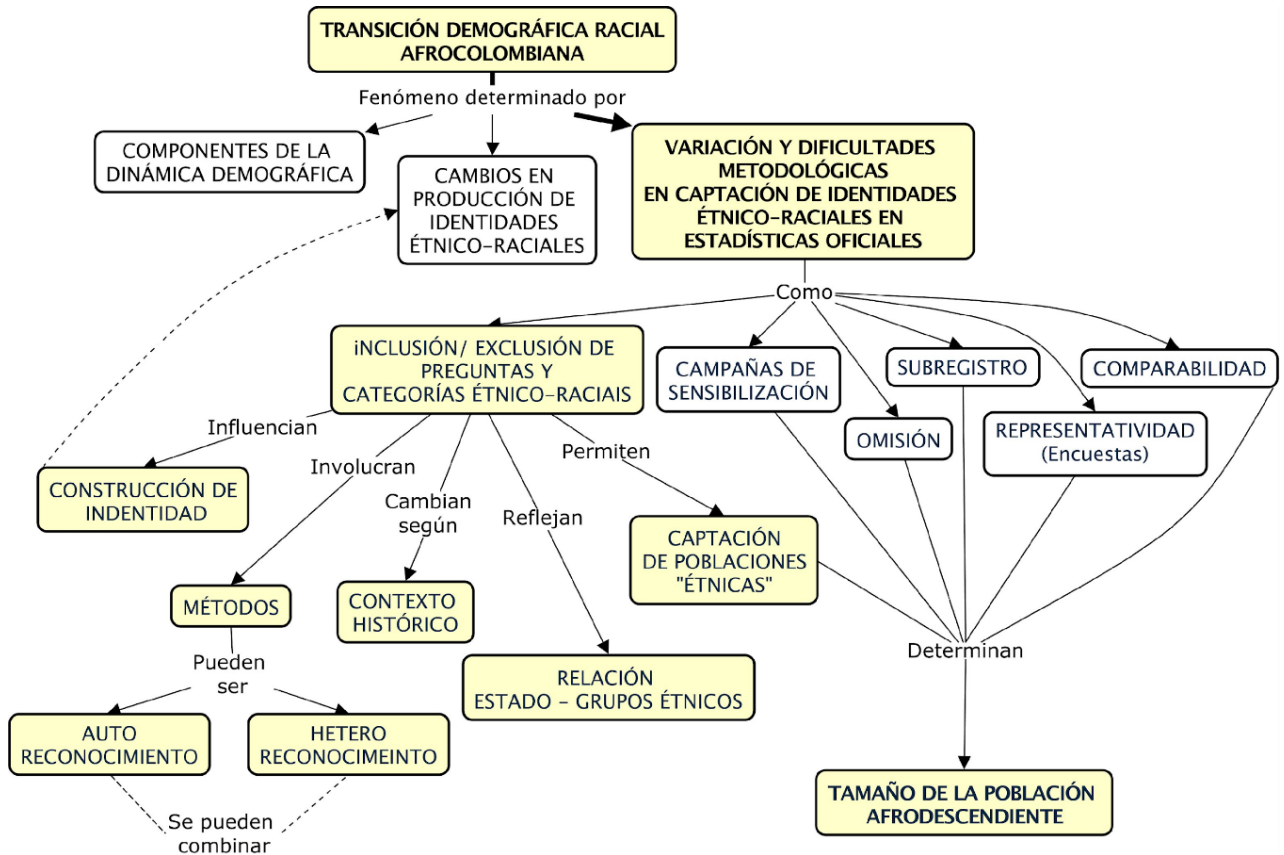 TRANSICIÓN DEMOGRÁFICA RACIAL
AFROCOLOMBIANA
Fenómeno determinado por
COMPONENTES DE LA
DINÁMICA DEMOGRÁFICA
CAMBIOS EN
PRODUCCIÓN DE
IDENTIDADES
ÉTNICO-RACIALES
VARIACIÓN Y DIFICULTADES
METODOLÓGICAS
EN CAPTACIÓN DE IDENTIDADES
ÉTNICO-RACIALES EN
ESTADÍSTICAS OFICIALES
Como
iNCLUSIÓN/ EXCLUSIÓN DE
PREGUNTAS Y
CATEGORÍAS ÉTNICO-RACIAIS
CAMPAÑAS DE
SENSIBILIZACIÓN
OMISIÓN
SUBREGISTRO
REPRESENTATIVIDAD
(Encuestas)
COMPARABILIDAD
Influencian
Involucran
Cambian
según
Reflejan
Permiten
CONSTRUCCIÓN DE
INDENTIDAD
MÉTODOS
CONTEXTO
HISTÓRICO
RELACIÓN
ESTADO - GRUPOS ÉTNICOS
CAPTACIÓN
DE POBLACIONES
"ÉTNICAS"
Determinan
Pueden
ser
AUTO
RECONOCIMIENTO
HETERO
RECONOCIMEINTO
Se pueden
combinar
TAMAÑO DE LA POBLACIÓN
AFRODESCENDIENTE